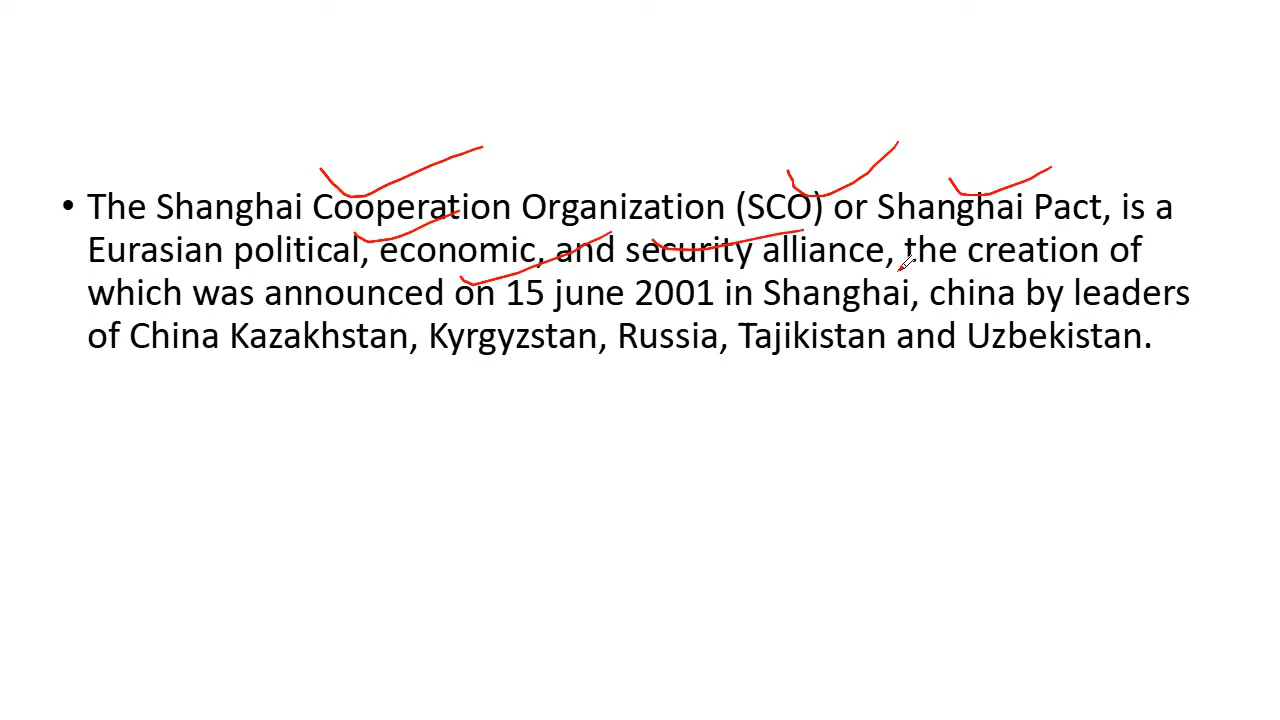 • The Shanghai Cooperation Organization (SCO) or Shanghai Pact, is a
Eurasian political, economic, and security alliance, the creation of
which was announced on 15 june 2001 in Shanghai, china by leaders
of China Kazakhstan, Kyrgyzstan, Russia, Tajikistan and Uzbekistan.